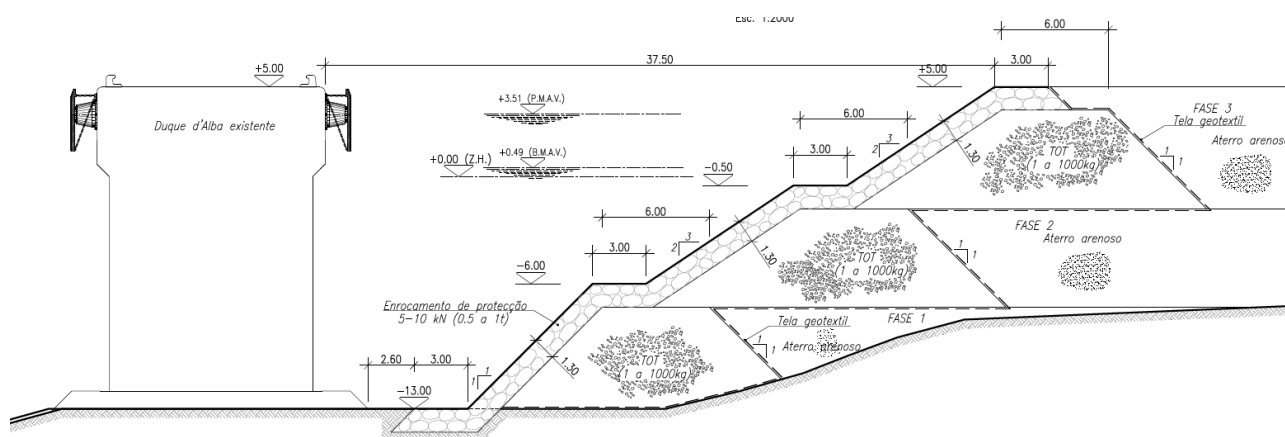 Esc. 1:2000
6.00
37.50
3.00
+5.00
+5.00
+3.51 (P.M.A.V.)
FASE 3
Tela geotextil
Aterro arenoso
Duque d'Alba existente
6.00
3
2
TOT
(1 a 1000kg)
1
1
+0.49 (B.M.A.V.)
+0.00 (Z.H.)
3.00
-0.50
1.30
6.00
FASE 2
Aterro arenoso
3.00
3
2
TOT
(1 a 1000kg)
1
1
1.30
-6.00
Enrocamento de protecção
5-10 kN (0.5 a 1t)
Tela geotextil
FASE 1
Aterro arenoso
1
1
2.60
3.00
1
1
1.30
TOT
(1 a 1000kg)
-13.00